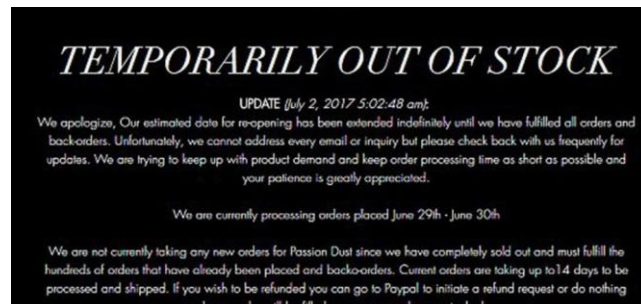 TEMPORARILY OUT OF STOCK
UPDATE (July 2, 2017 5:02:48 am):
We apologize, Our estimated date for re-opening has been extended indefinitely until we have fulfilled all orders and
back-orders. Unfortunately, we cannot address every email or inquiry but please check back with us frequently for
updates. We are trying to keep up with product demand and keep order processing time as short as possible and
your patience is greatly appreciated.
We are currently processing orders placed June 29th - June 30th
We are not currently taking any new orders for Passion Dust since we have completely sold out and must fulfill the
hundreds of orders that have already been placed and backo-orders. Current orders are taking up to14 days to be
processed and shipped. If you wish to be refunded you can go to Paypal to initiate a refund request or do nothing